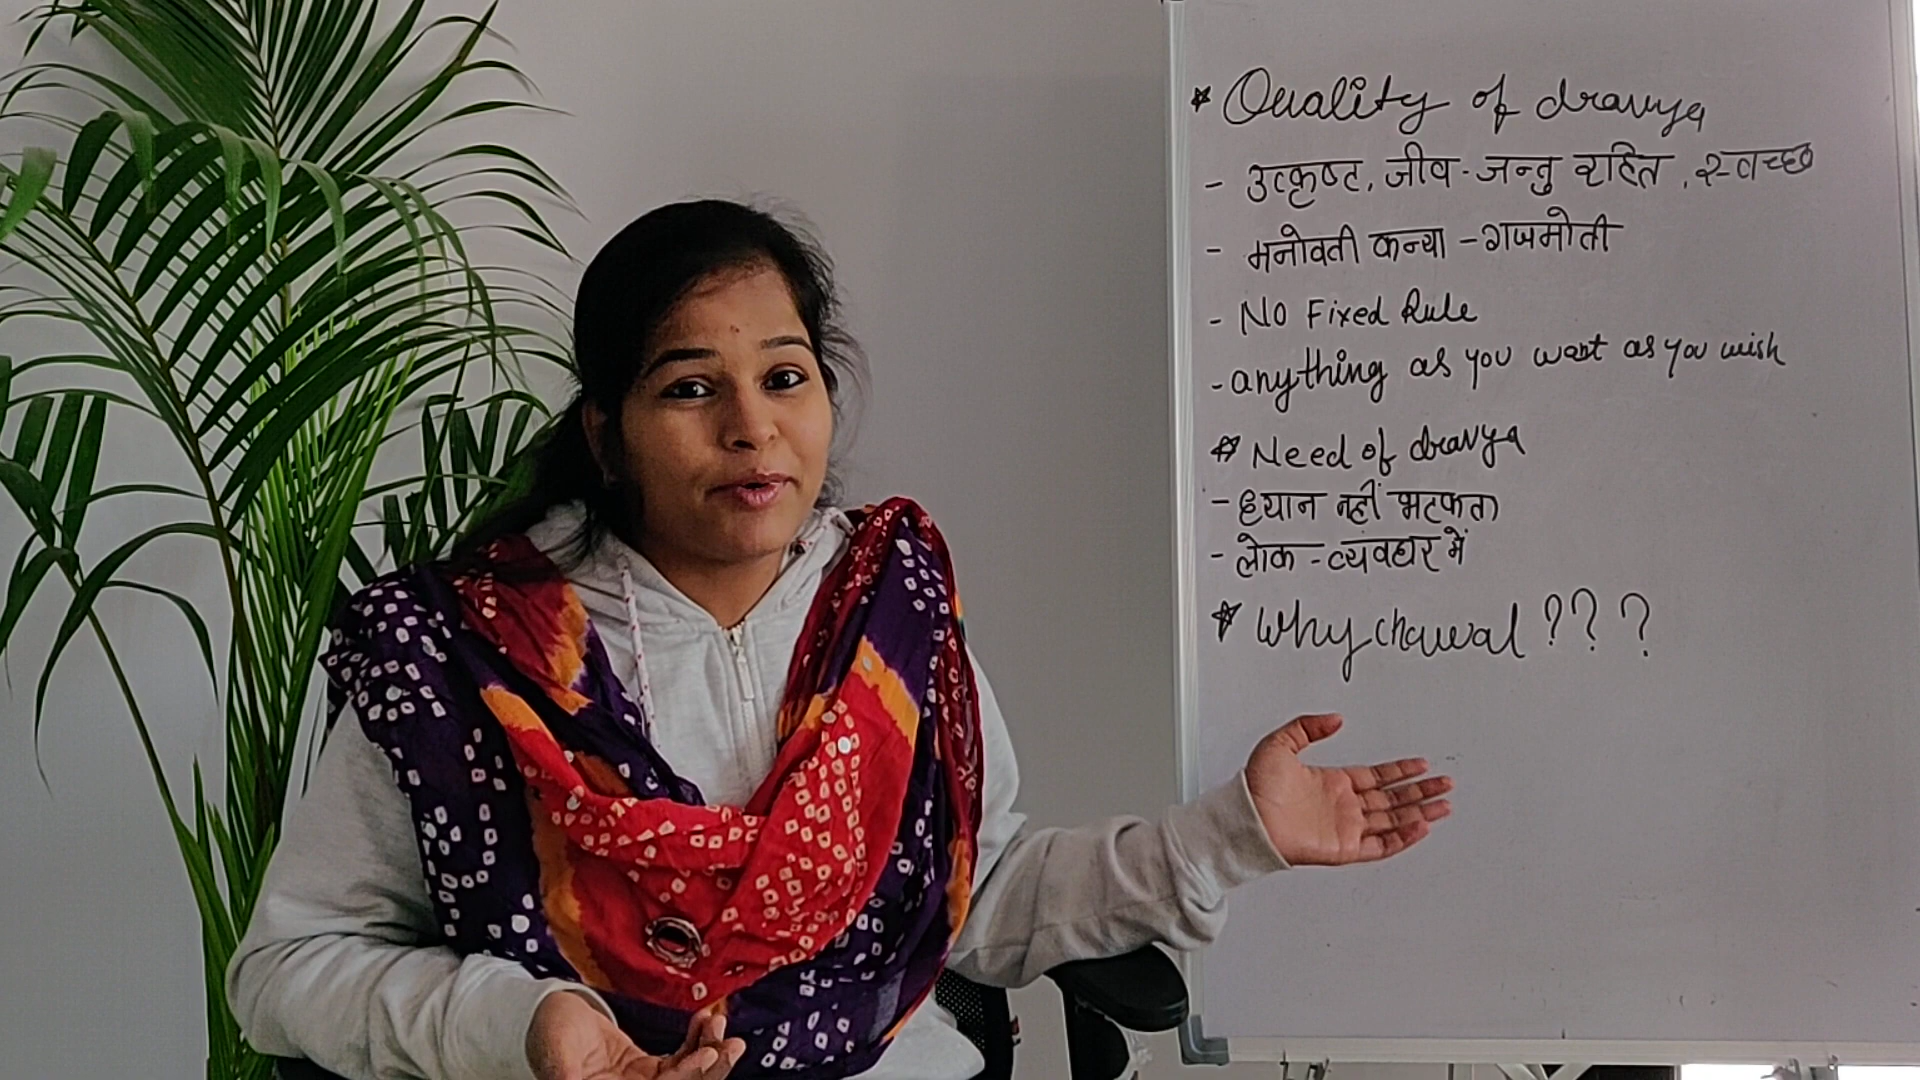 * Quality of dravya
- उत्कृष्ट, जीव-जन्तु रहित, स्वच्छ
- मनोवती कन्या - गजमोती
- No Fixed Rule
- anything as you want as you wish
* Need of dravya
- ध्यान नहीं भटकता
- लोक-व्यवहार में
* Why chawal ???